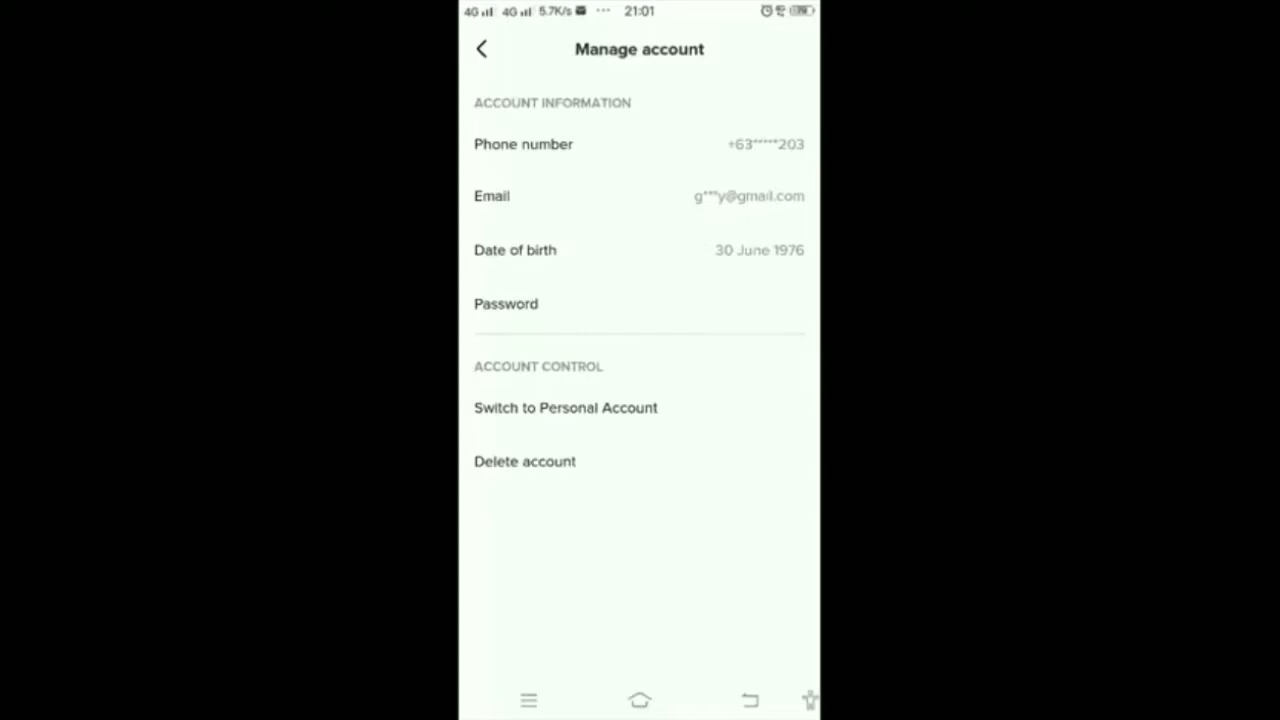 4G 4G 5.7K/s ... 21:01
Manage account
ACCOUNT INFORMATION
Phone number +63*****203
Email g***y@gmail.com
Date of birth 30 June 1976
Password
ACCOUNT CONTROL
Switch to Personal Account
Delete account